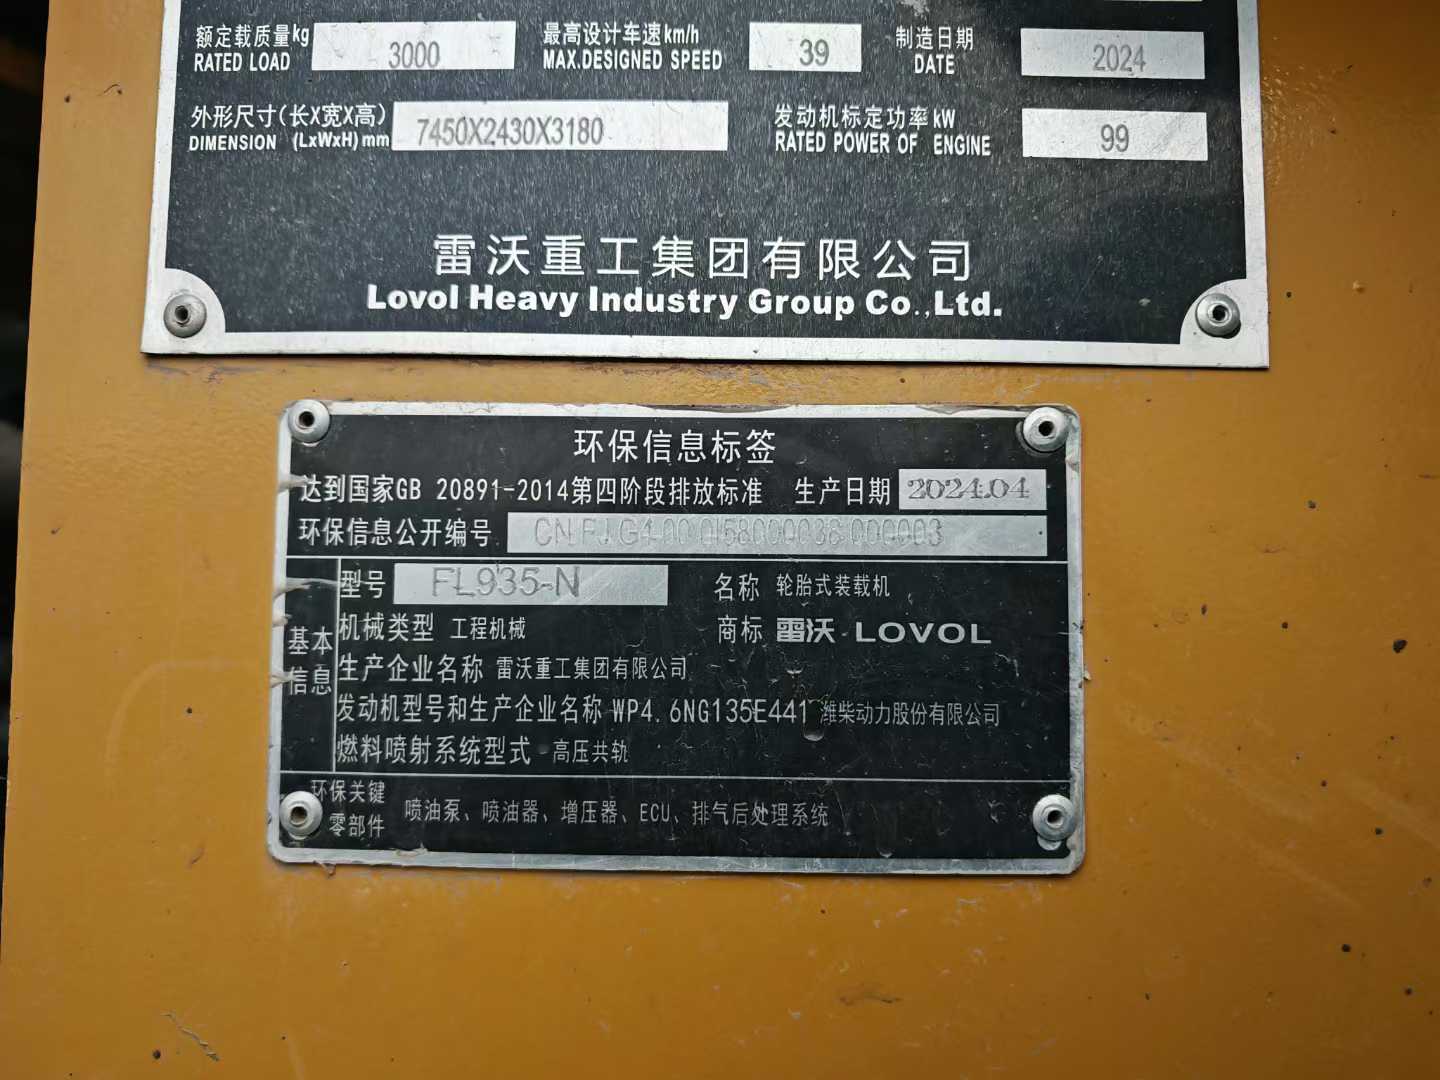 额定载质量kg 3000 最高设计车速km/h 39 制造日期 2024
RATED LOAD MAX.DESIGNED SPEED DATE
外形尺寸(长X宽X高) 7450X2430X3180 发动机标定功率kW 99
DIMENSION (LxWxH) mm RATED POWER OF ENGINE
雷沃重工集团有限公司
Lovol Heavy Industry Group Co.,Ltd.
环保信息标签
达到国家GB 20891-2014第四阶段排放标准 生产日期 2024.04
环保信息公开编号
型号 FL935-N 名称 轮胎式装载机
基本信息
机械类型 工程机械 商标 雷沃 LOVOL
生产企业名称 雷沃重工集团有限公司
发动机型号和生产企业名称 WP4.6NG135E441 潍柴动力股份有限公司
燃料喷射系统型式 高压共轨
环保关键零部件 喷油泵、喷油器、增压器、ECU、排气后处理系统